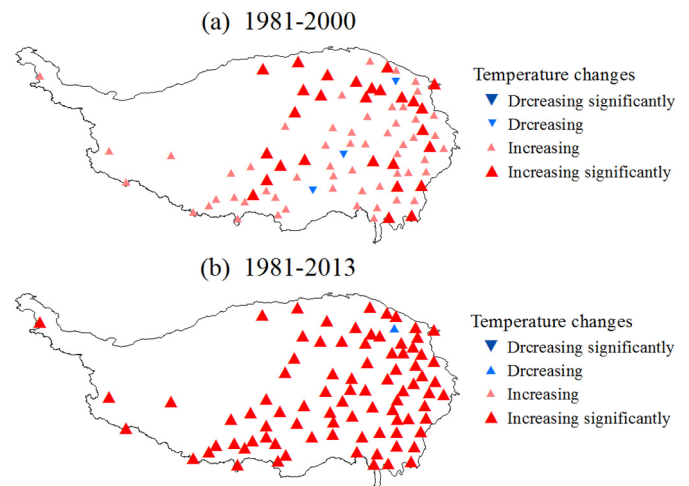 (a) 1981-2000
Temperature changes
Drcreasing significantly
Drcreasing
Increasing
Increasing significantly
(b) 1981-2013
Temperature changes
Drcreasing significantly
Drcreasing
Increasing
Increasing significantly